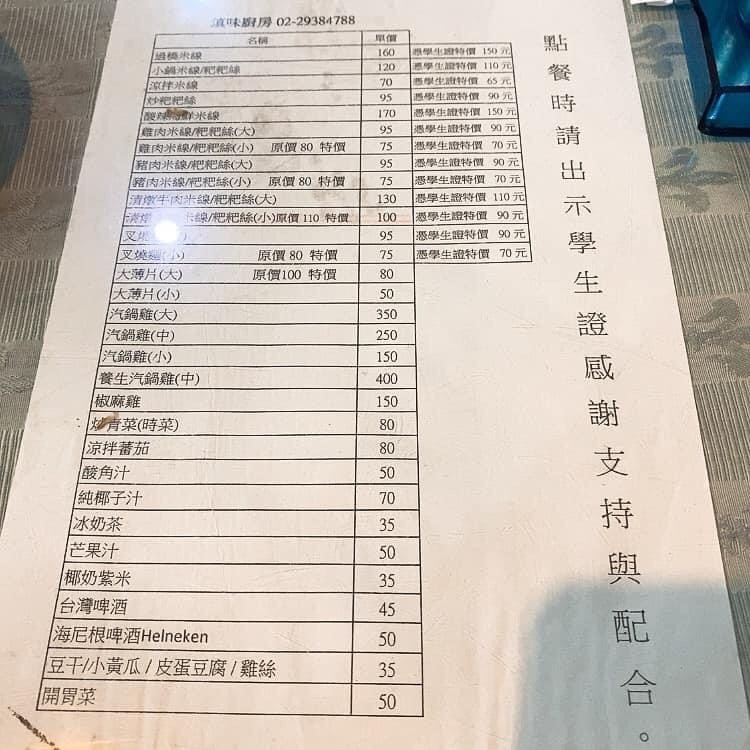 滇味廚房 02-29384788
名稱 單價
過橋米線 160 憑學生證特價 150 元
小鍋米線/粑粑絲 120 憑學生證特價 110 元
涼拌米線 70 憑學生證特價 65 元
炒粑粑絲 95 憑學生證特價 90 元
酸辣 鮮米線 170 憑學生證特價 150 元
雞肉米線/粑粑絲(大) 95 憑學生證特價 90 元
雞肉米線/粑粑絲(小) 原價 80 特價 75 憑學生證特價 70 元
豬肉米線/粑粑絲(大) 95 憑學生證特價 90 元
豬肉米線/粑粑絲(小) 原價 80 特價 75 憑學生證特價 70 元
清燉牛肉米線/粑粑絲(大) 130 憑學生證特價 110 元
清燉 米線/粑粑絲(小)原價 110 特價 100 憑學生證特價 90 元
叉燒 95 憑學生證特價 90 元
叉燒 (小) 原價 80 特價 75 憑學生證特價 70 元
大薄片(大) 原價100 特價 80
大薄片(小) 50
汽鍋雞(大) 350
汽鍋雞(中) 250
汽鍋雞(小) 150
養生汽鍋雞(中) 400
椒麻雞 150
炒青菜(時菜) 80
涼拌蕃茄 80
酸角汁 50
純椰子汁 70
冰奶茶 35
芒果汁 50
椰奶紫米 35
台灣啤酒 45
海尼根啤酒Helneken 50
豆干/小黃瓜 / 皮蛋豆腐 / 雞絲 35
開胃菜 50
點餐時請出示學生證感謝支持與配合。